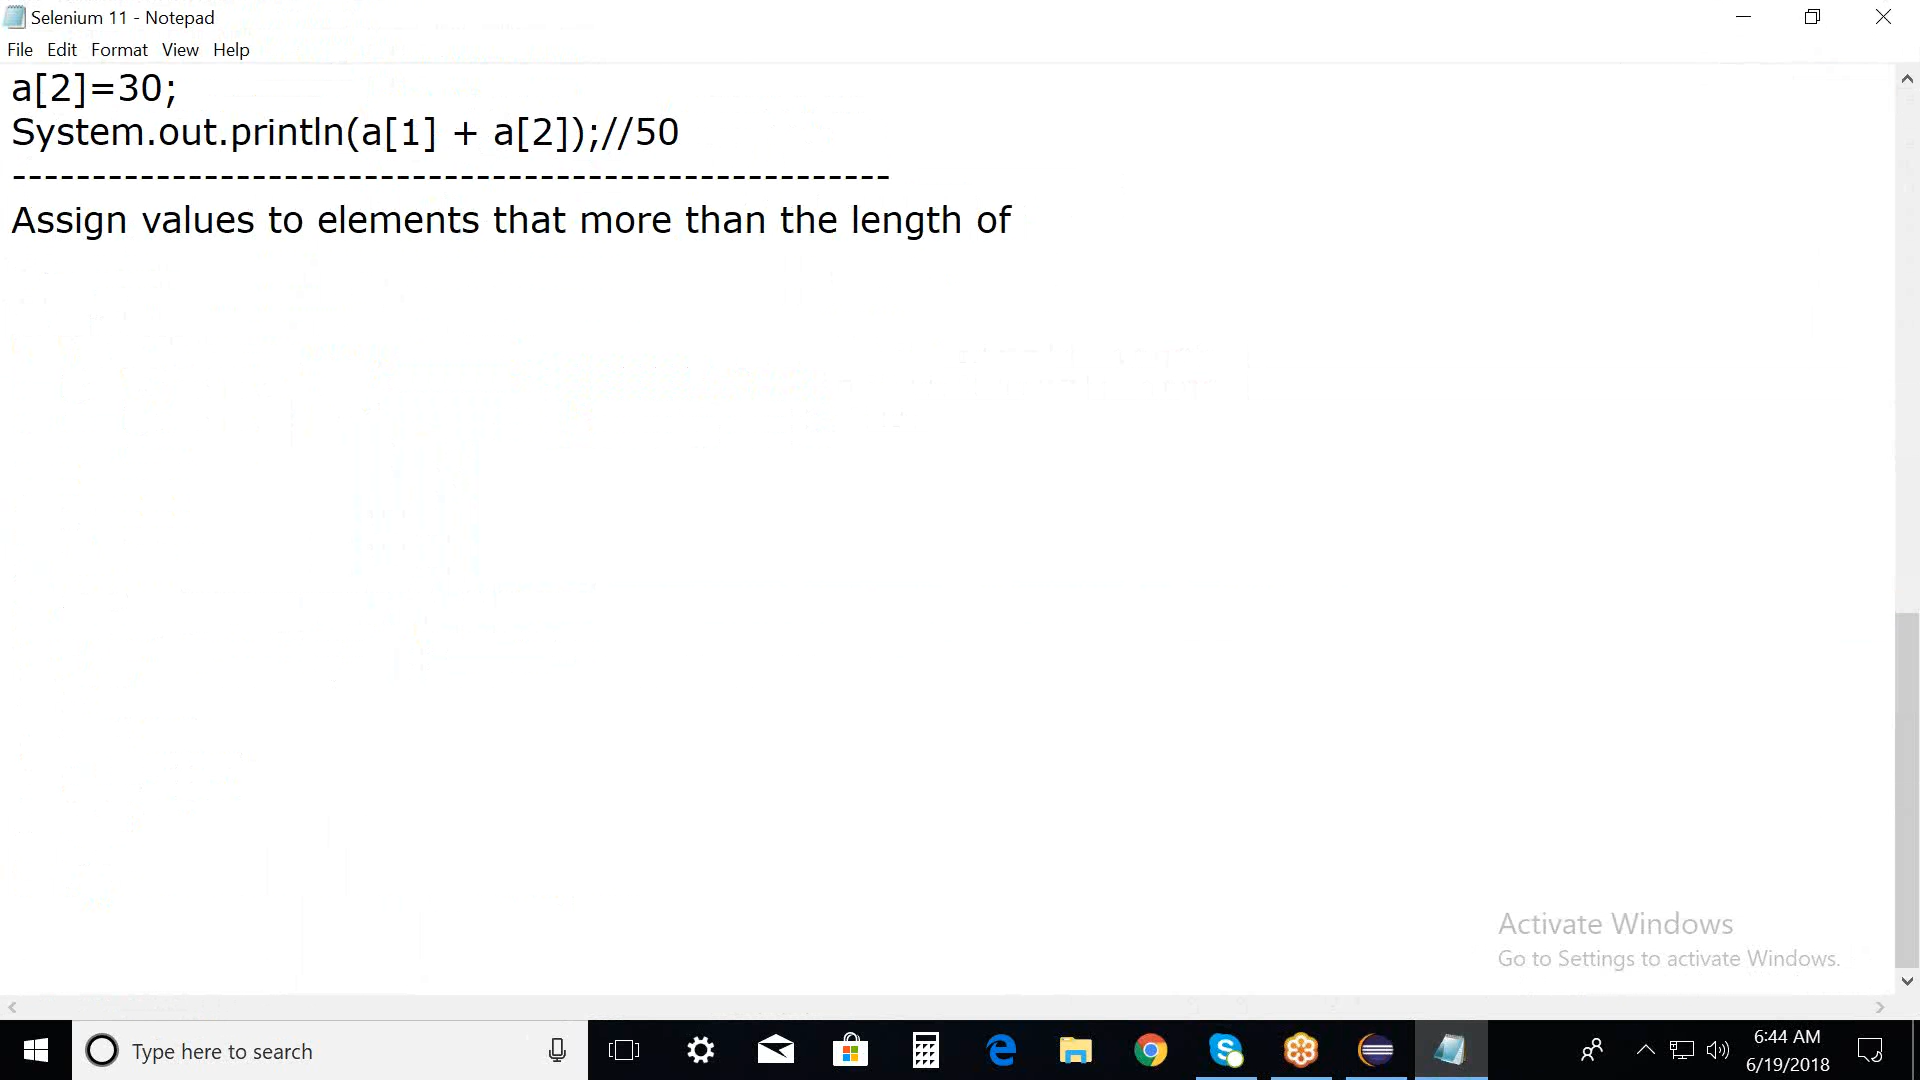 Selenium 11 - Notepad
File Edit Format View Help
a[2]=30;
System.out.println(a[1] + a[2]);//50
-------------------------------------------------------
Assign values to elements that more than the length of
Activate Windows
Go to Settings to activate Windows.
Type here to search
6:44 AM
6/19/2018